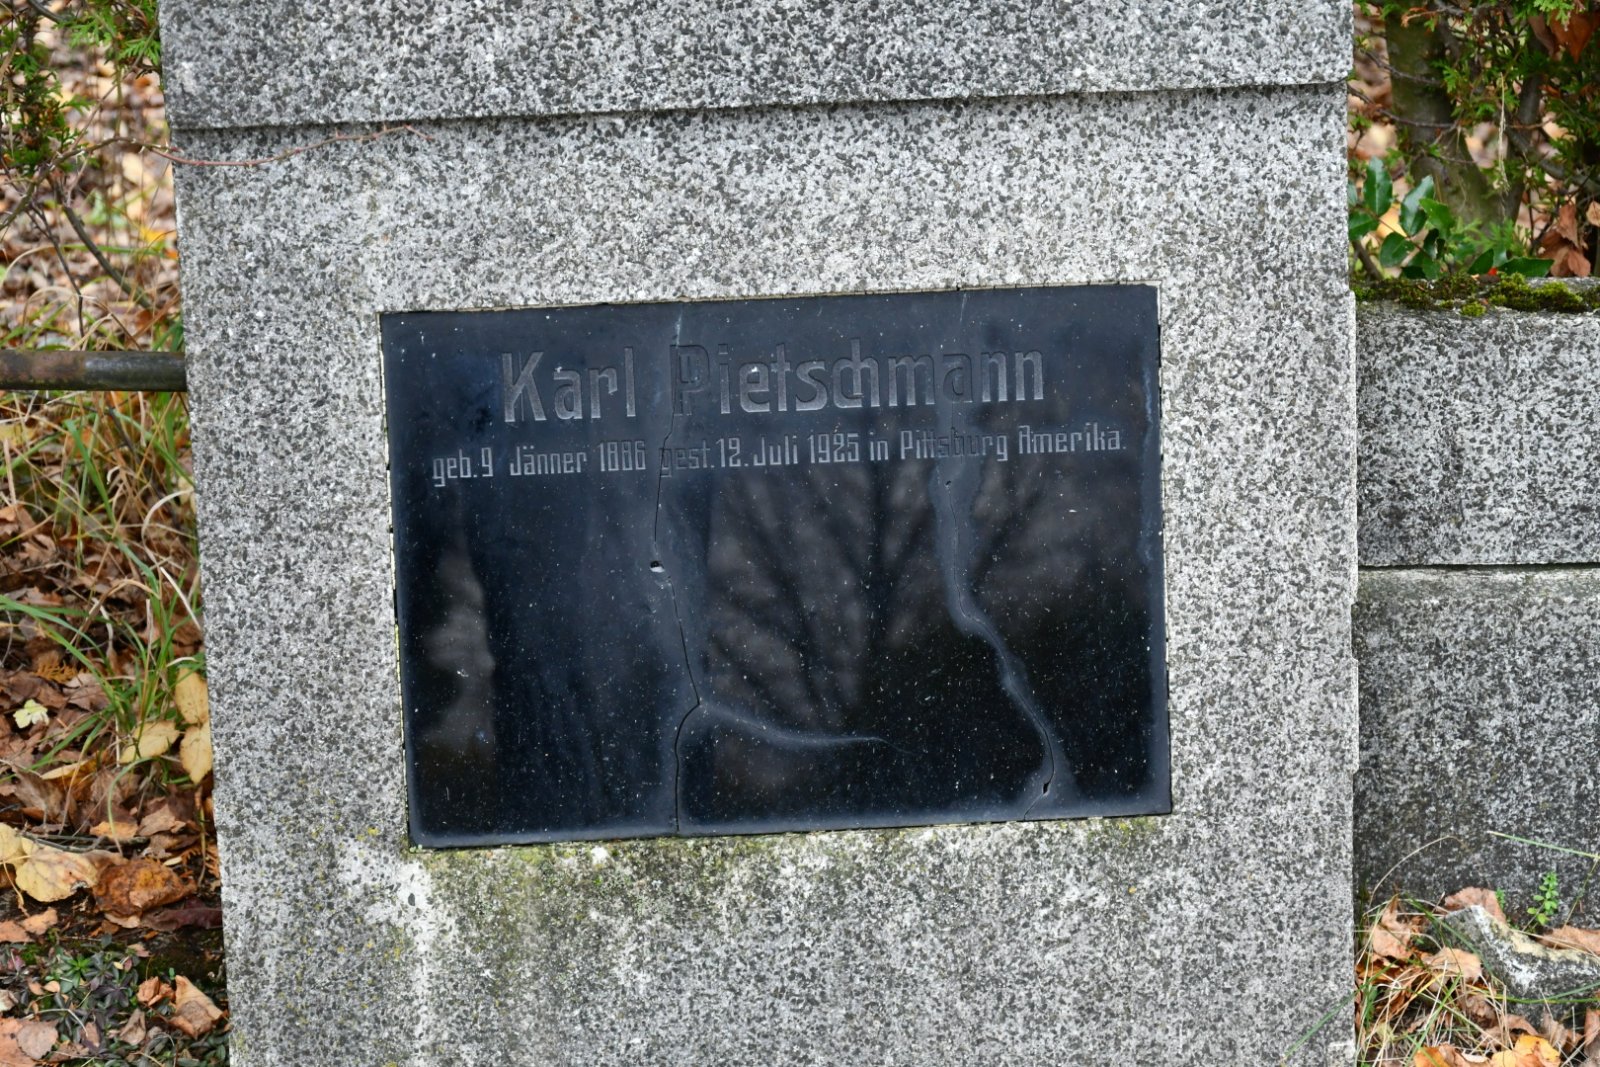 Karl Pietschmann
geb. 9 Jänner 1886 gest. 12. Juli 1925 in Pittsburg Amerika.